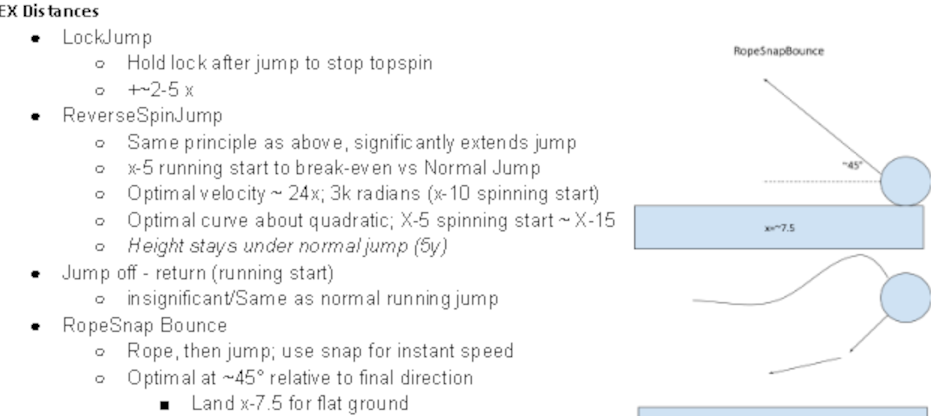 EX Distances
● LockJump
○ Hold lock after jump to stop topspin
○ +~2-5 x
● ReverseSpinJump
○ Same principle as above, significantly extends jump
○ x-5 running start to break-even vs Normal Jump
○ Optimal velocity ~ 24x; 3k radians (x-10 spinning start)
○ Optimal curve about quadratic; X-5 spinning start ~ X-15
○ Height stays under normal jump (5y)
● Jump off - return (running start)
○ insignificant/Same as normal running jump
● RopeSnap Bounce
○ Rope, then jump; use snap for instant speed
○ Optimal at ~45° relative to final direction
■ Land x-7.5 for flat ground
RopeSnapBounce
~45°
x=~7.5